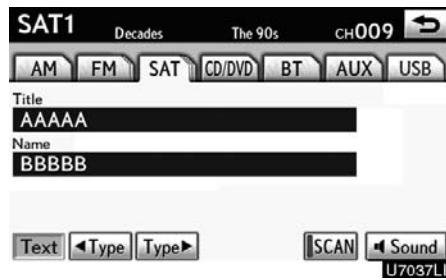 SAT1 Decades The 90s CH009
AM FM SAT CD/DVD BT AUX USB
Title
AAAAA
Name
BBBBB
Text ◄Type Type► SCAN Sound
U7037L